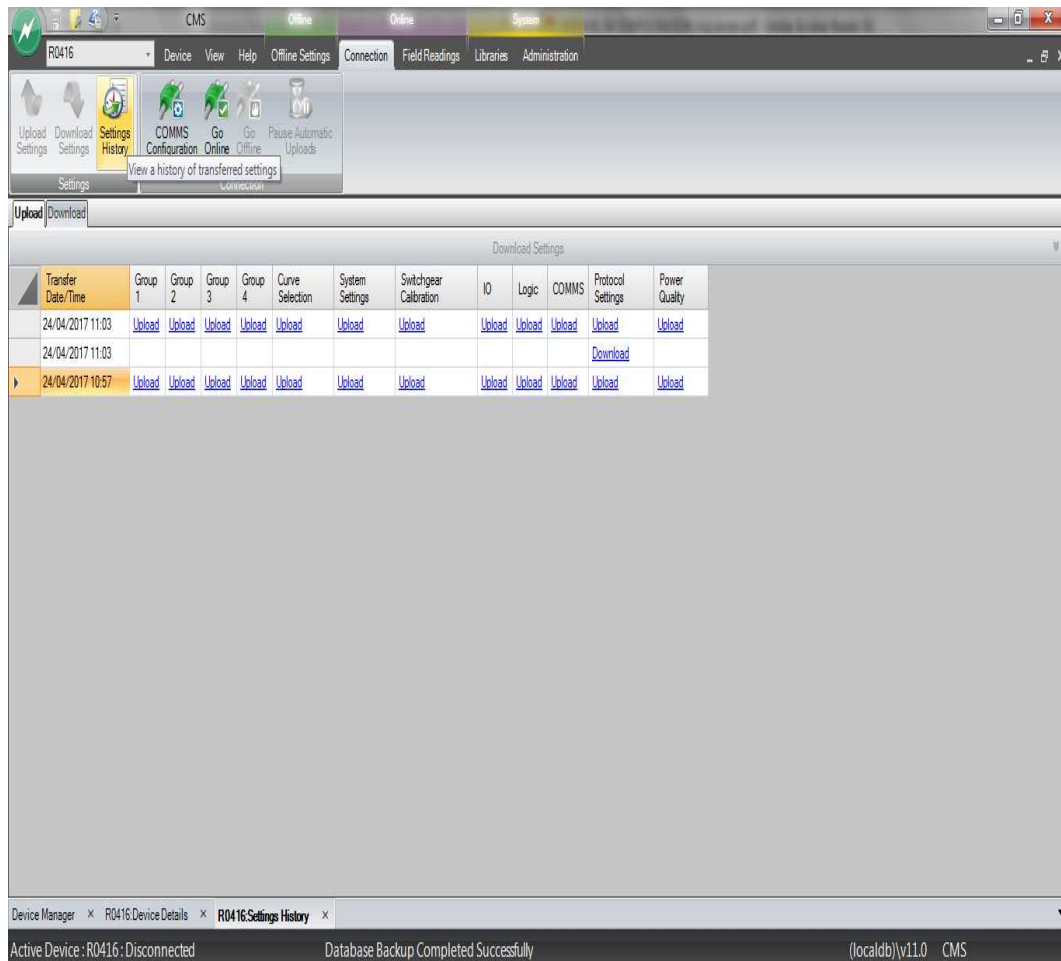 CMS Offline Online System
R0416 Device View Help Offline Settings Connection Field Readings Libraries Administration
Upload Settings
Download Settings
Settings History
COMMS Configuration
Go Online
Go Offline
Pause Automatic Uploads
View a history of transferred settings
Settings Connection
Upload Download
Download Settings
Transfer Date/Time Group 1 Group 2 Group 3 Group 4 Curve Selection System Settings Switchgear Calibration IO Logic COMMS Protocol Settings Power Quality
24/04/2017 11:03 Upload Upload Upload Upload Upload Upload Upload Upload Upload Upload Upload Upload
24/04/2017 11:03 Download
24/04/2017 10:57 Upload Upload Upload Upload Upload Upload Upload Upload Upload Upload Upload Upload
Device Manager × R0416:Device Details × R0416:Settings History ×
Active Device : R0416 : Disconnected Database Backup Completed Successfully (localdb)\v11.0 CMS